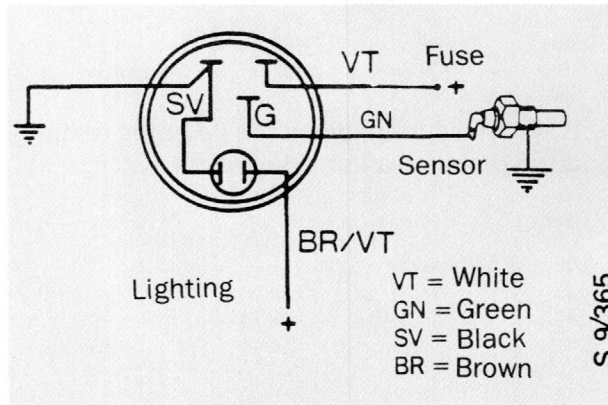 VT Fuse
+
SV G GN
Sensor
BR/VT
Lighting
+
VT = White
GN = Green
SV = Black
BR = Brown
S 9/365